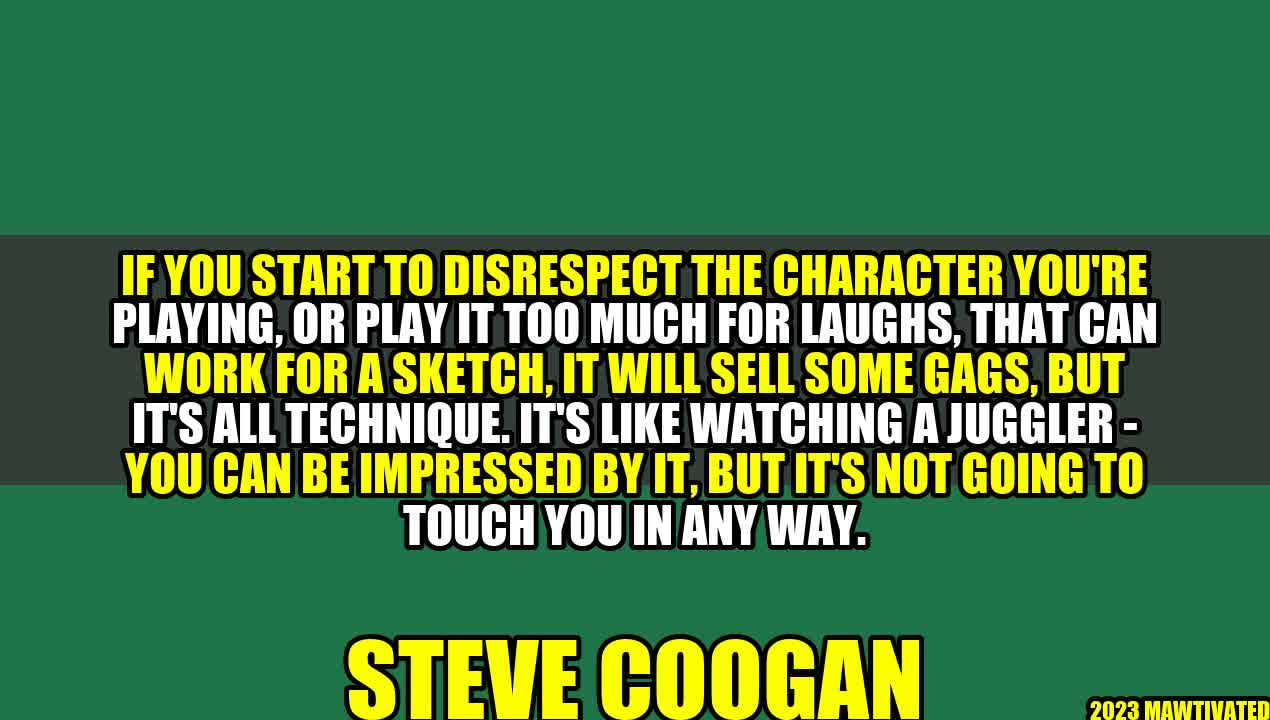 IF YOU START TO DISRESPECT THE CHARACTER YOU'RE
PLAYING, OR PLAY IT TOO MUCH FOR LAUGHS, THAT CAN
WORK FOR A SKETCH, IT WILL SELL SOME GAGS, BUT
IT'S ALL TECHNIQUE. IT'S LIKE WATCHING A JUGGLER -
YOU CAN BE IMPRESSED BY IT, BUT IT'S NOT GOING TO
TOUCH YOU IN ANY WAY.
STEVE COOGAN
2023 MAWTIVATED